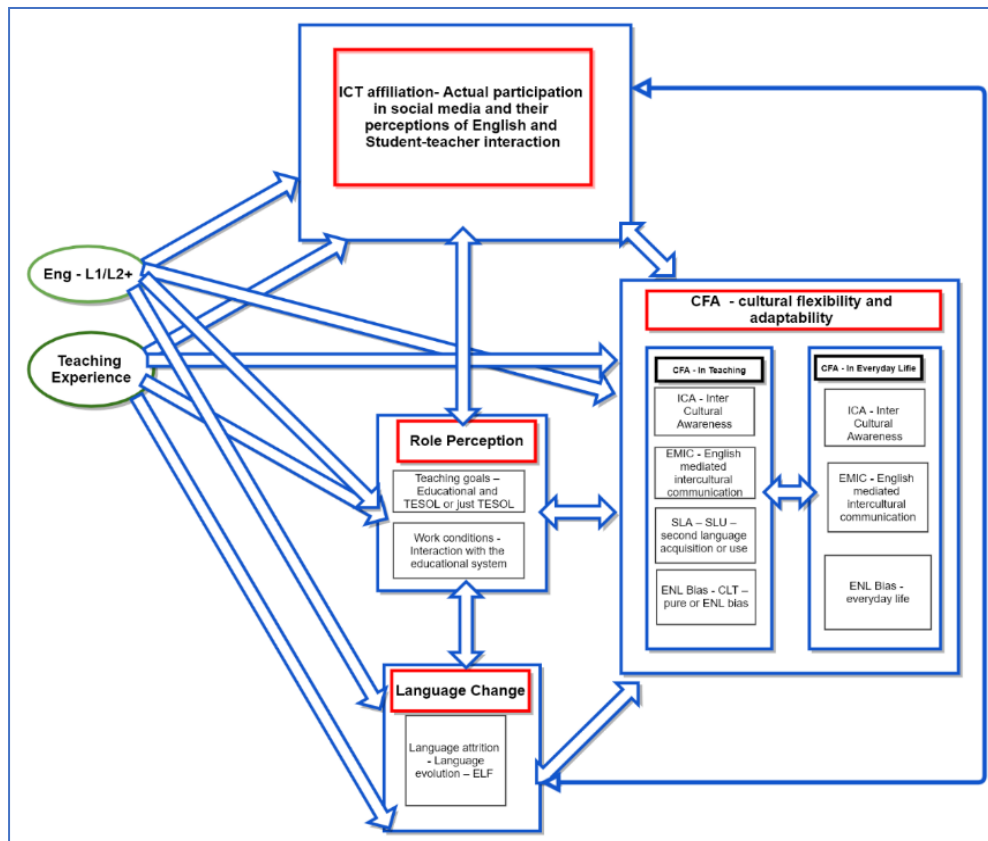 ICT affiliation- Actual participation
in social media and their
perceptions of English and
Student-teacher interaction
Eng - L1/L2+
Teaching
Experience
CFA - cultural flexibility and
adaptability
CFA - In Teaching
ICA - Inter
Cultural
Awareness
EMIC - English
mediated
intercultural
communication
SLA – SLU –
second language
acquisition or use
ENL Bias - CLT –
pure or ENL bias
CFA - In Everyday Lifie
ICA - Inter
Cultural
Awareness
EMIC - English
mediated
intercultural
communication
ENL Bias -
everyday life
Role Perception
Teaching goals –
Educational and
TESOL or just TESOL
Work conditions -
Interaction with the
educational system
Language Change
Language attrition
- Language
evolution – ELF